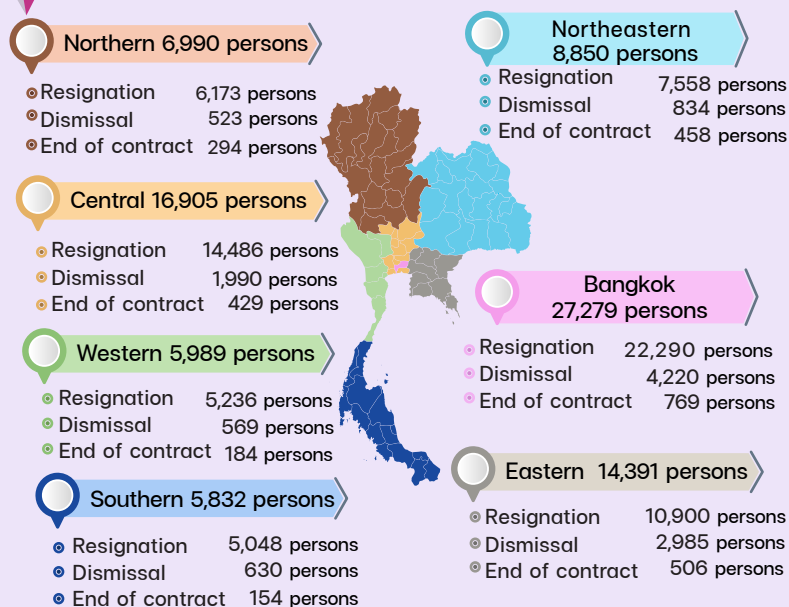 Northern 6,990 persons
Resignation 6,173 persons
Dismissal 523 persons
End of contract 294 persons
Central 16,905 persons
Resignation 14,486 persons
Dismissal 1,990 persons
End of contract 429 persons
Western 5,989 persons
Resignation 5,236 persons
Dismissal 569 persons
End of contract 184 persons
Southern 5,832 persons
Resignation 5,048 persons
Dismissal 630 persons
End of contract 154 persons
Northeastern
8,850 persons
Resignation 7,558 persons
Dismissal 834 persons
End of contract 458 persons
Bangkok
27,279 persons
Resignation 22,290 persons
Dismissal 4,220 persons
End of contract 769 persons
Eastern 14,391 persons
Resignation 10,900 persons
Dismissal 2,985 persons
End of contract 506 persons